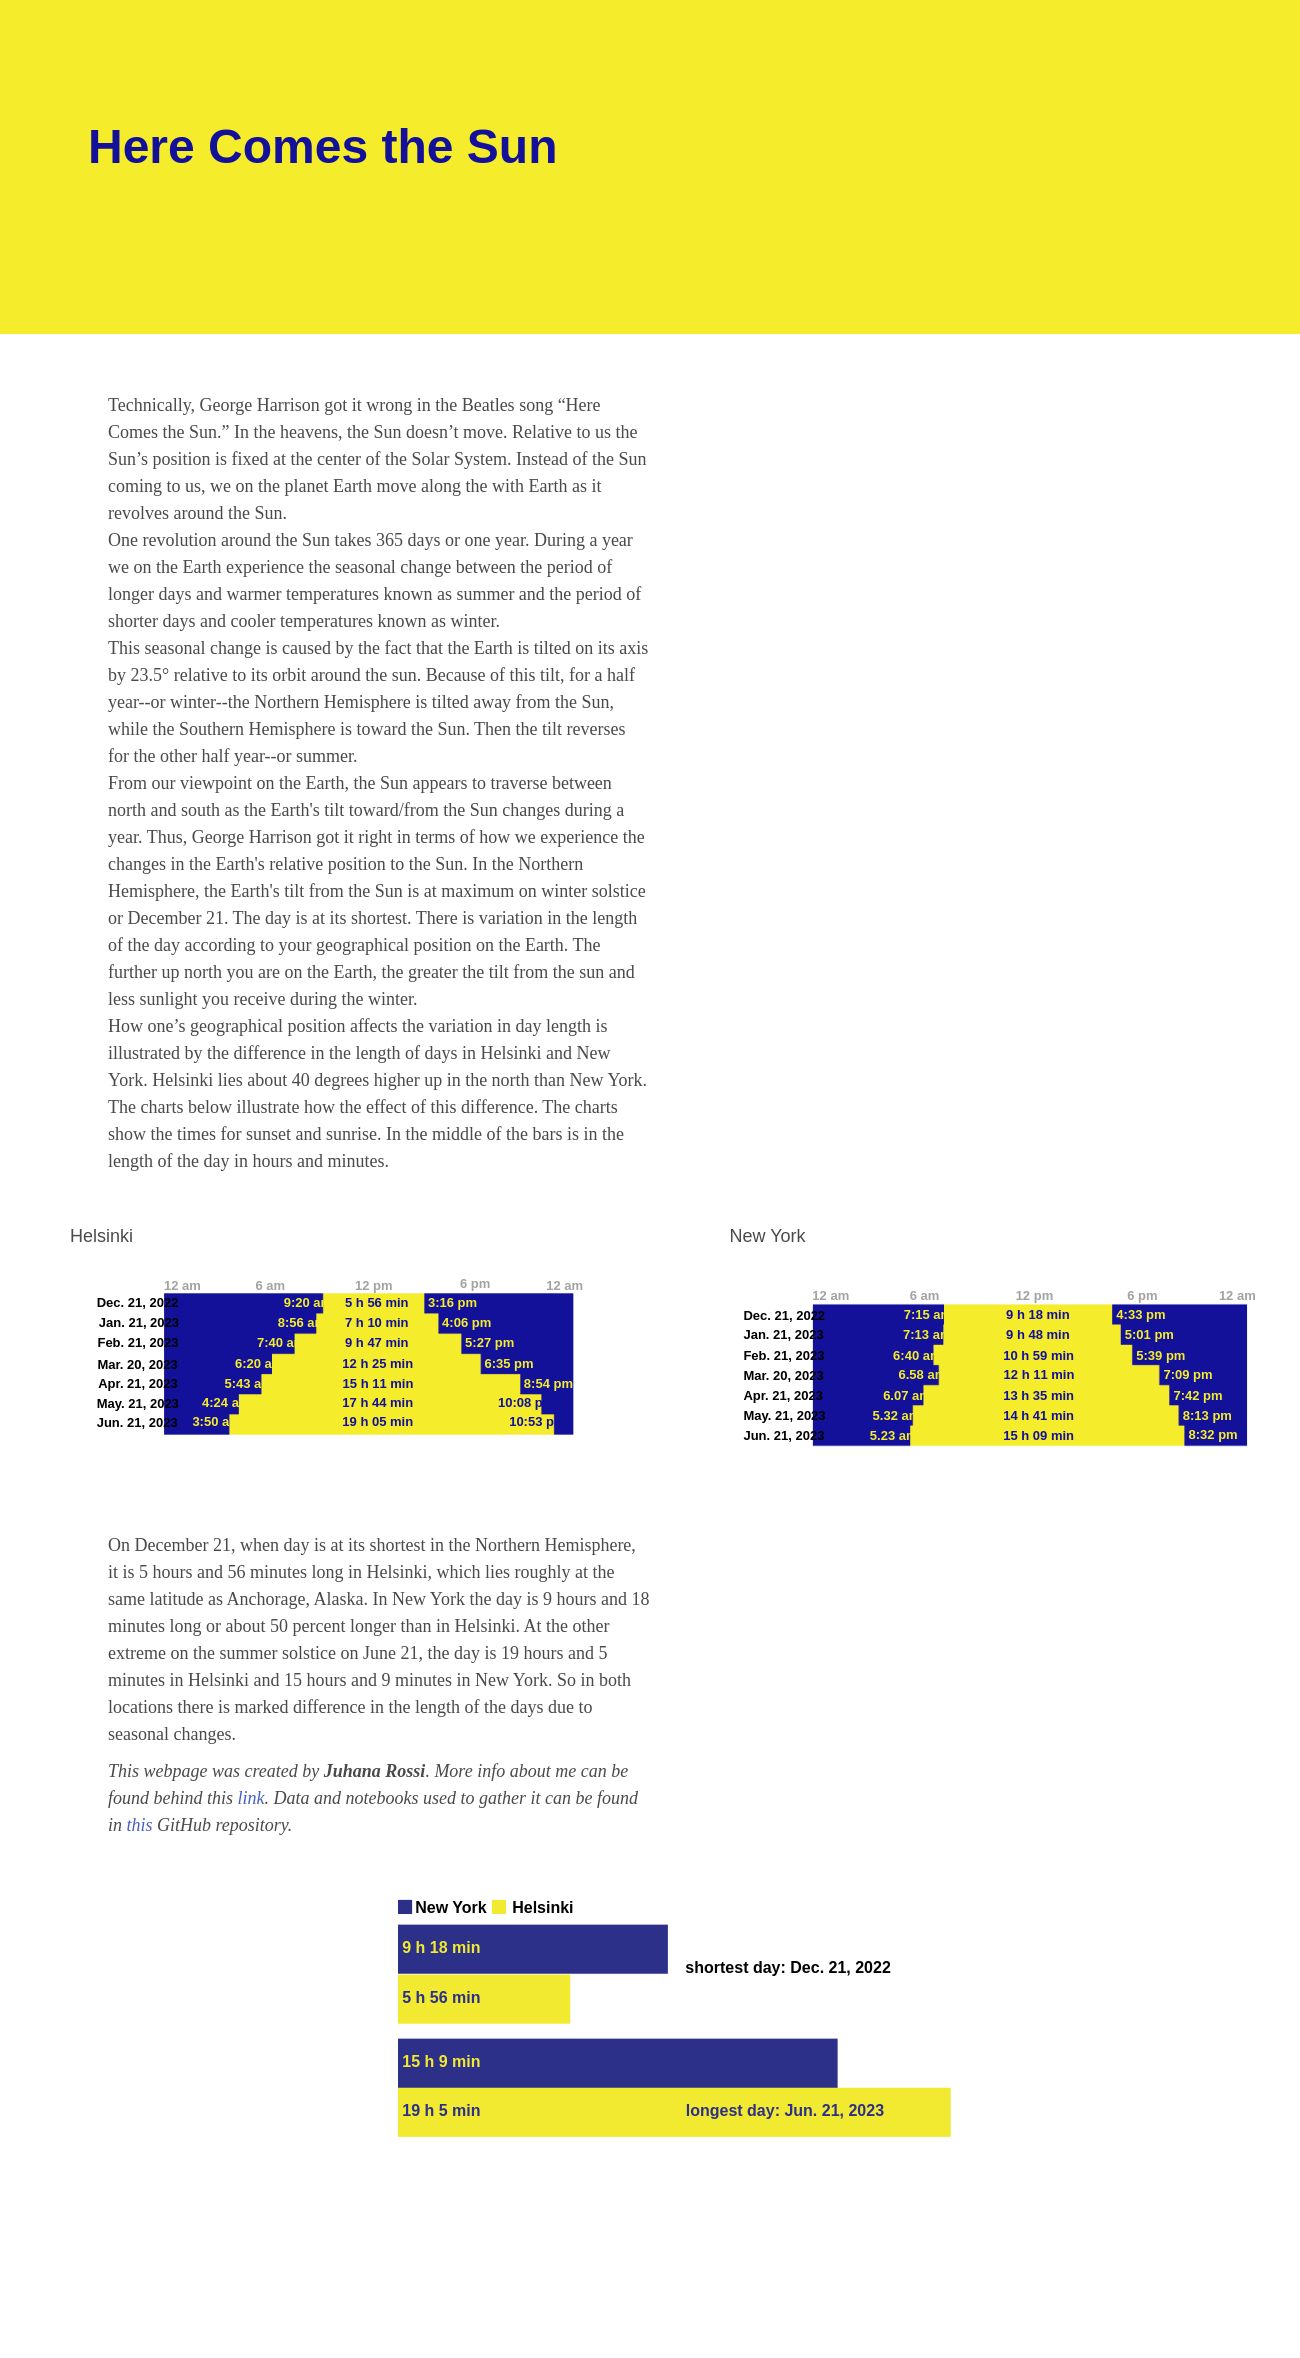 Here Comes the Sun
Technically, George Harrison got it wrong in the Beatles song “Here
Comes the Sun.” In the heavens, the Sun doesn’t move. Relative to us the
Sun’s position is fixed at the center of the Solar System. Instead of the Sun
coming to us, we on the planet Earth move along the with Earth as it
revolves around the Sun.
One revolution around the Sun takes 365 days or one year. During a year
we on the Earth experience the seasonal change between the period of
longer days and warmer temperatures known as summer and the period of
shorter days and cooler temperatures known as winter.
This seasonal change is caused by the fact that the Earth is tilted on its axis
by 23.5° relative to its orbit around the sun. Because of this tilt, for a half
year--or winter--the Northern Hemisphere is tilted away from the Sun,
while the Southern Hemisphere is toward the Sun. Then the tilt reverses
for the other half year--or summer.
From our viewpoint on the Earth, the Sun appears to traverse between
north and south as the Earth's tilt toward/from the Sun changes during a
year. Thus, George Harrison got it right in terms of how we experience the
changes in the Earth's relative position to the Sun. In the Northern
Hemisphere, the Earth's tilt from the Sun is at maximum on winter solstice
or December 21. The day is at its shortest. There is variation in the length
of the day according to your geographical position on the Earth. The
further up north you are on the Earth, the greater the tilt from the sun and
less sunlight you receive during the winter.
How one’s geographical position affects the variation in day length is
illustrated by the difference in the length of days in Helsinki and New
York. Helsinki lies about 40 degrees higher up in the north than New York.
The charts below illustrate how the effect of this difference. The charts
show the times for sunset and sunrise. In the middle of the bars is in the
length of the day in hours and minutes.
Helsinki
12 am 6 am 12 pm 6 pm 12 am
Dec. 21, 2022 9:20 am 5 h 56 min 3:16 pm
Jan. 21, 2023 8:56 am 7 h 10 min 4:06 pm
Feb. 21, 2023 7:40 a 9 h 47 min 5:27 pm
Mar. 20, 2023 6:20 a 12 h 25 min 6:35 pm
Apr. 21, 2023 5:43 a 15 h 11 min 8:54 pm
May. 21, 2023 4:24 a 17 h 44 min 10:08 p
Jun. 21, 2023 3:50 a 19 h 05 min 10:53 p
New York
12 am 6 am 12 pm 6 pm 12 am
Dec. 21, 2022 7:15 am 9 h 18 min 4:33 pm
Jan. 21, 2023 7:13 am 9 h 48 min 5:01 pm
Feb. 21, 2023 6:40 am 10 h 59 min 5:39 pm
Mar. 20, 2023 6.58 am 12 h 11 min 7:09 pm
Apr. 21, 2023 6.07 am 13 h 35 min 7:42 pm
May. 21, 2023 5.32 am 14 h 41 min 8:13 pm
Jun. 21, 2023 5.23 am 15 h 09 min 8:32 pm
On December 21, when day is at its shortest in the Northern Hemisphere,
it is 5 hours and 56 minutes long in Helsinki, which lies roughly at the
same latitude as Anchorage, Alaska. In New York the day is 9 hours and 18
minutes long or about 50 percent longer than in Helsinki. At the other
extreme on the summer solstice on June 21, the day is 19 hours and 5
minutes in Helsinki and 15 hours and 9 minutes in New York. So in both
locations there is marked difference in the length of the days due to
seasonal changes.
This webpage was created by Juhana Rossi. More info about me can be
found behind this link. Data and notebooks used to gather it can be found
in this GitHub repository.
New York Helsinki
9 h 18 min
shortest day: Dec. 21, 2022
5 h 56 min
15 h 9 min
19 h 5 min longest day: Jun. 21, 2023